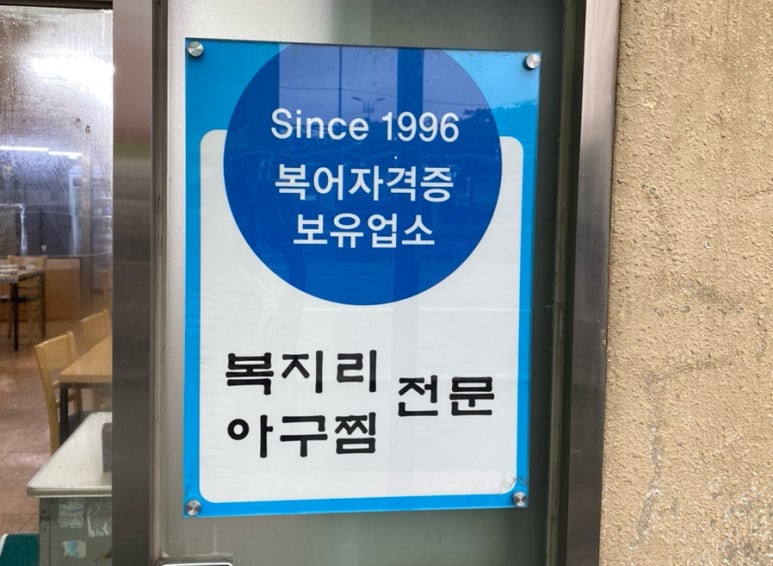 Since 1996
복어자격증
보유업소
복지리
아구찜
전문